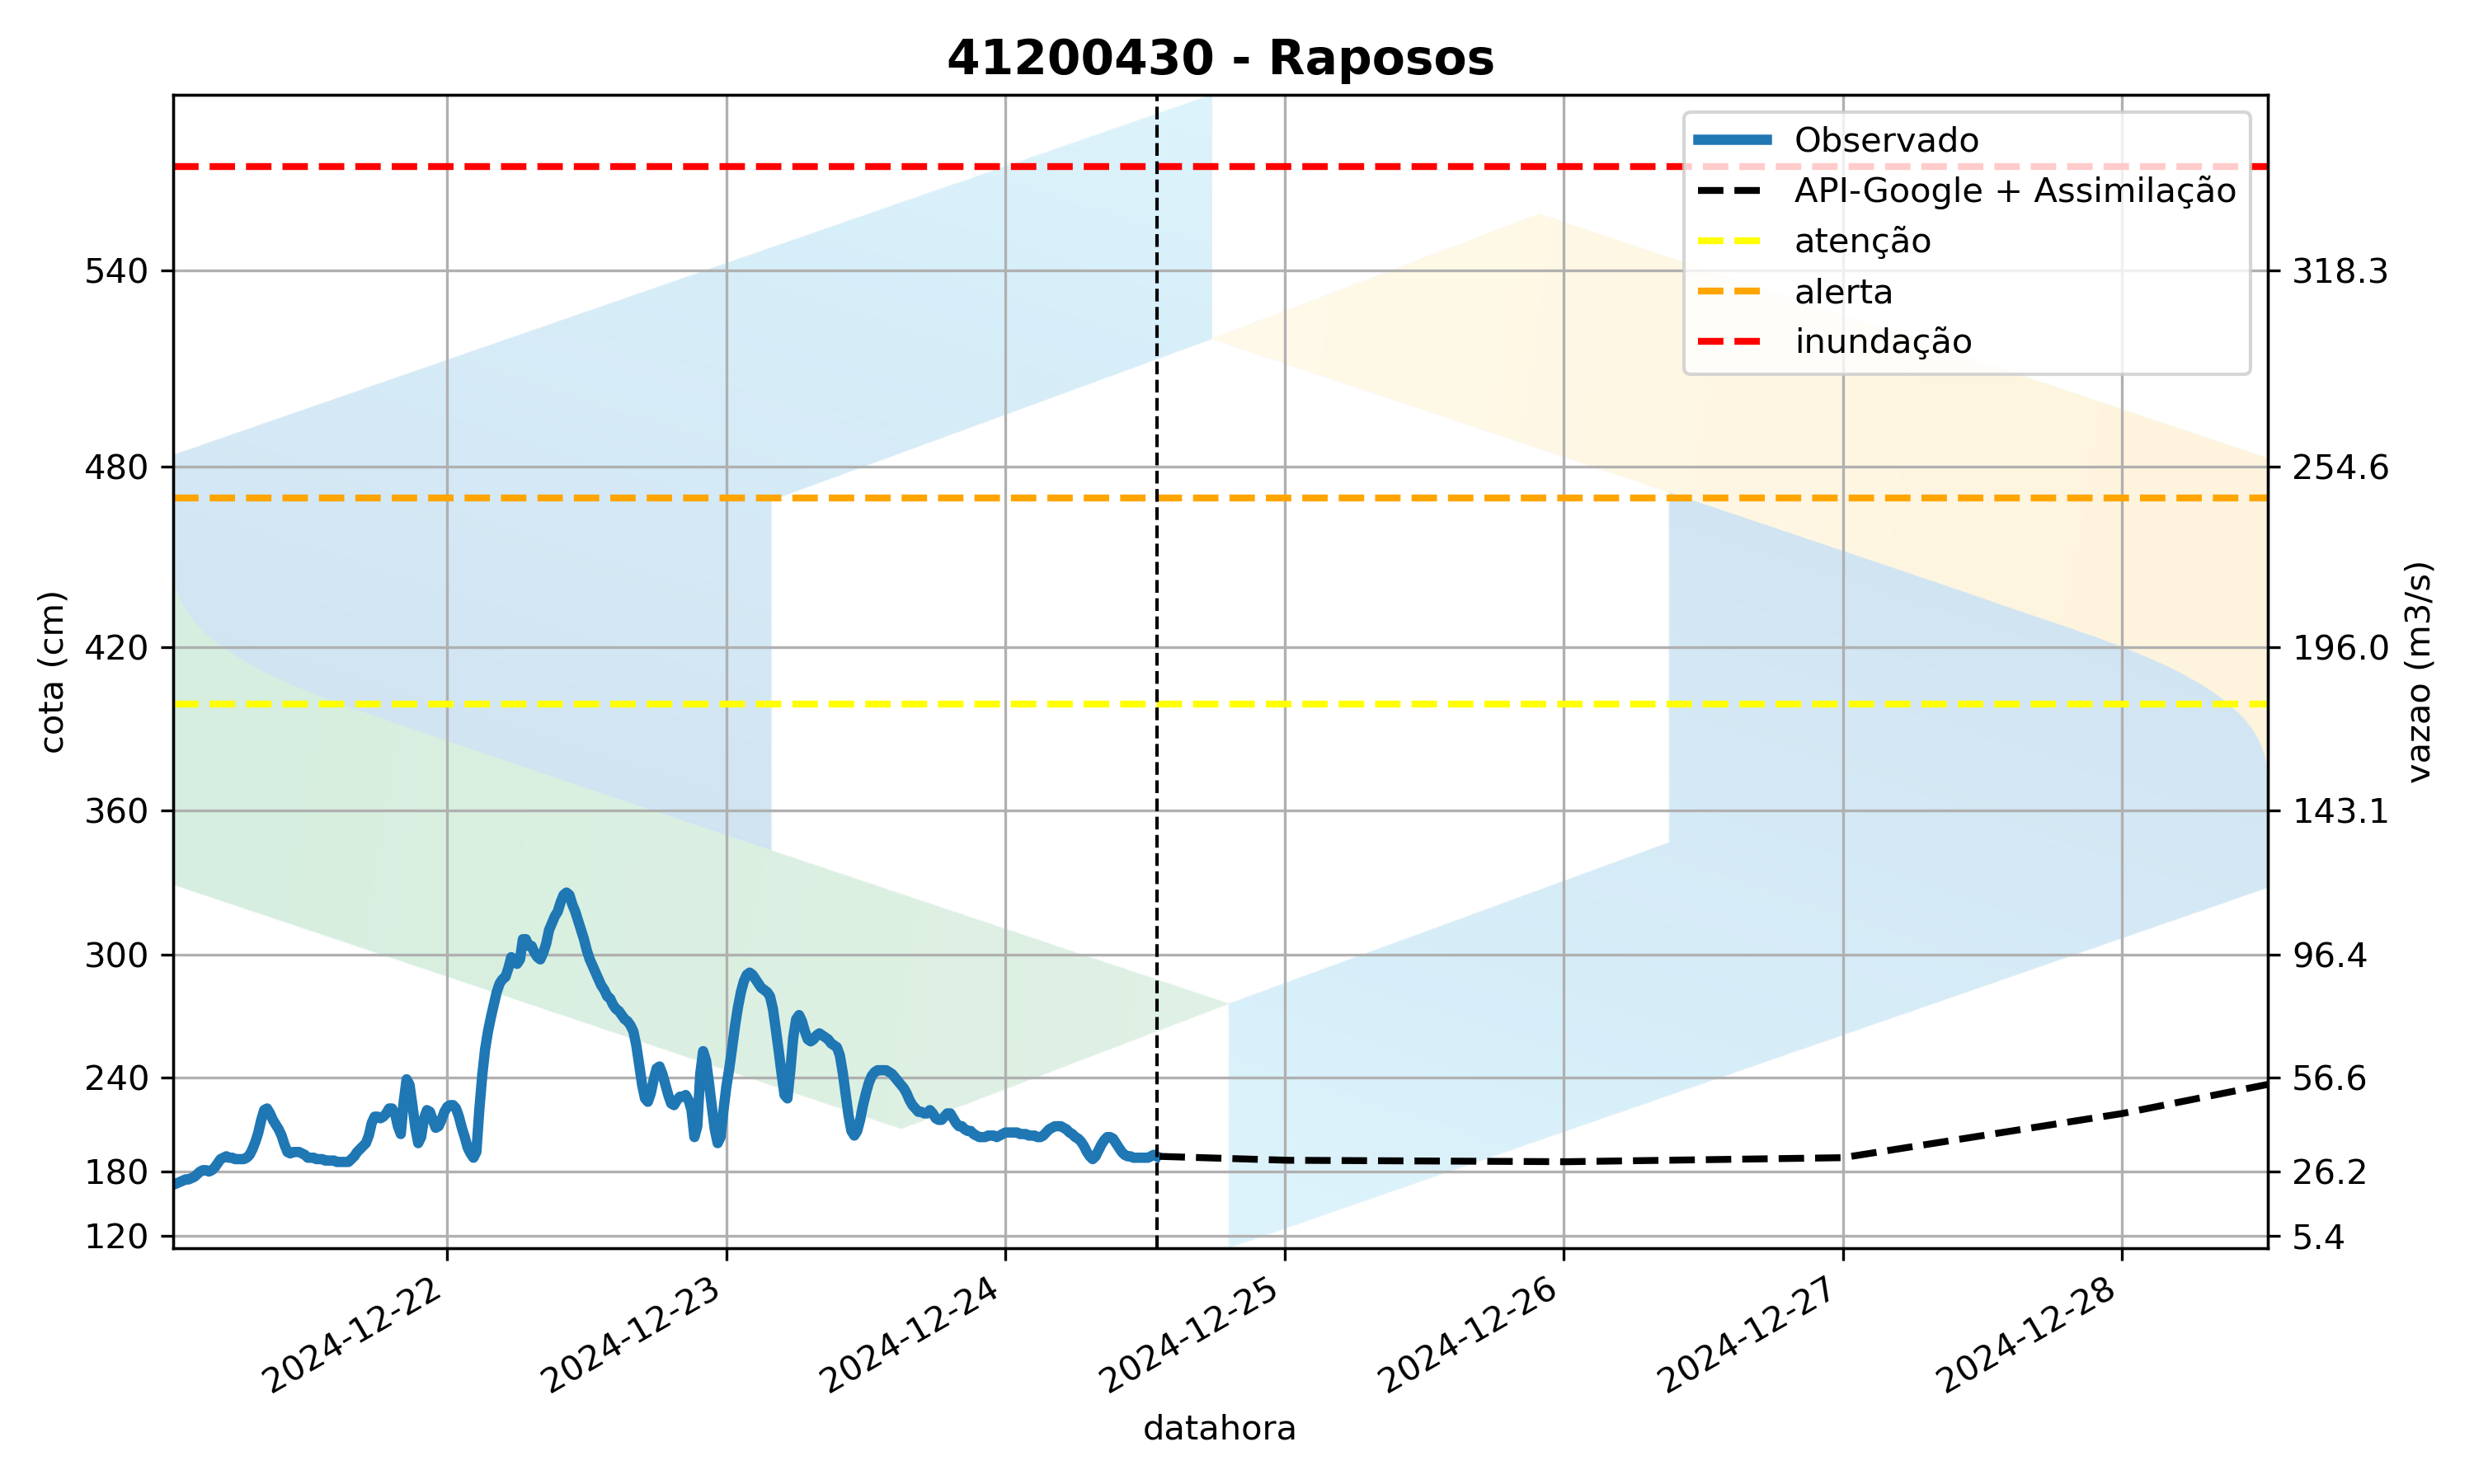 41200430 - Raposos
Observado
API-Google + Assimilação
atenção
alerta
inundação
540
480
420
360
300
240
180
120
cota (cm)
318.3
254.6
196.0
143.1
96.4
56.6
26.2
5.4
vazao (m3/s)
2024-12-22
2024-12-23
2024-12-24
2024-12-25
2024-12-26
2024-12-27
2024-12-28
datahora